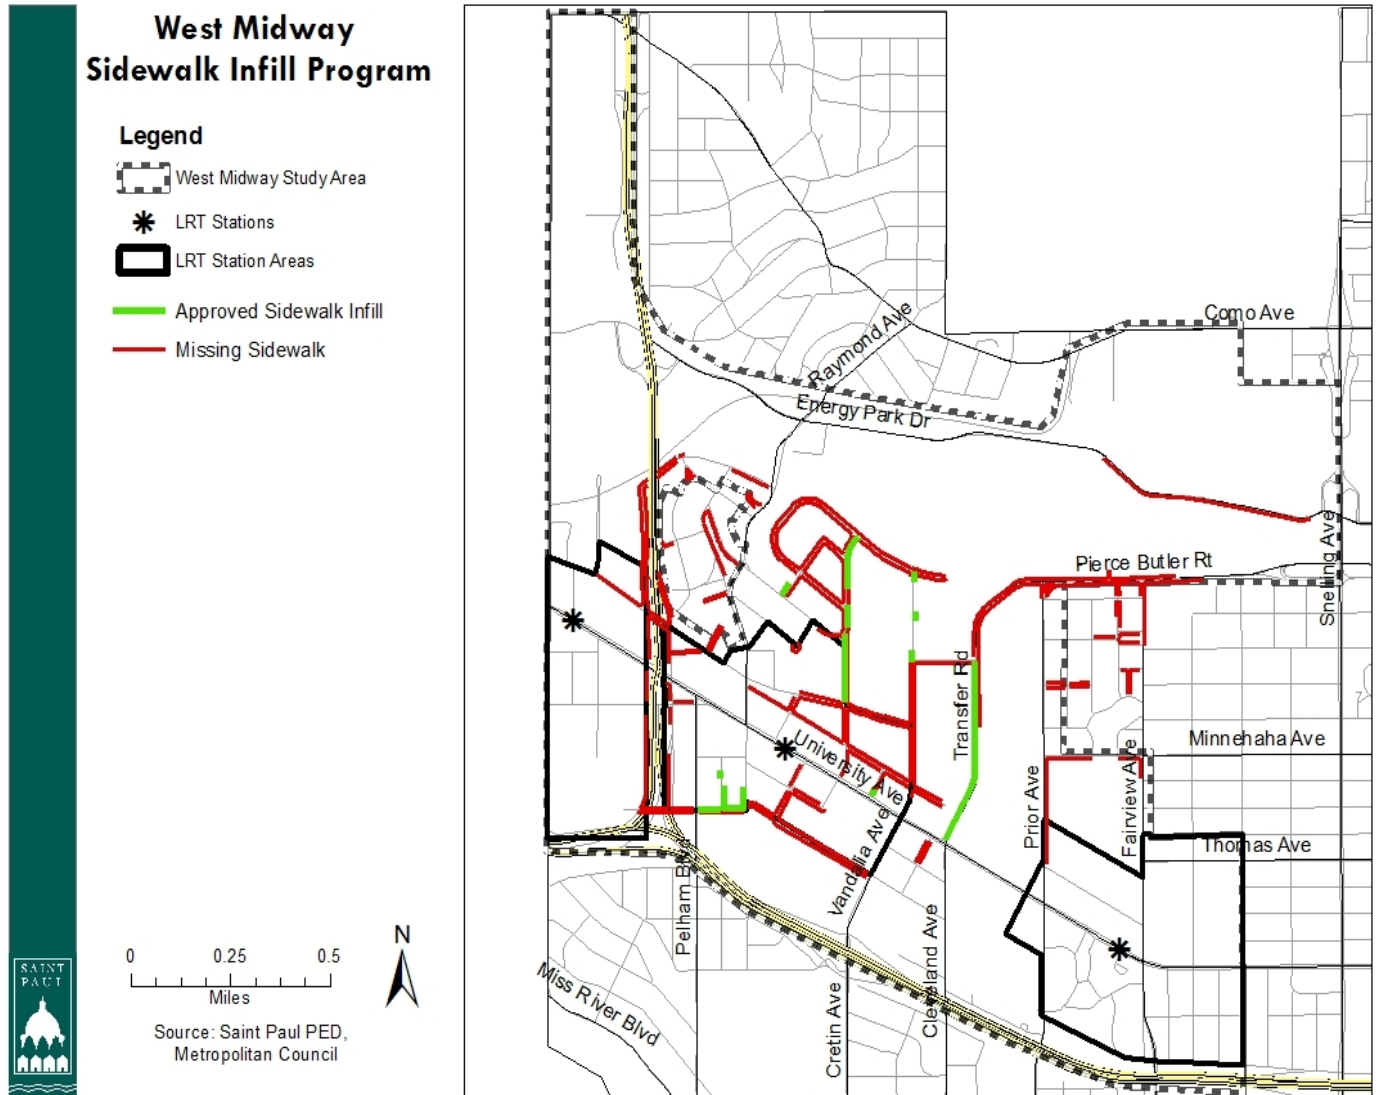 West Midway
Sidewalk Infill Program
Legend
West Midway Study Area
LRT Stations
LRT Station Areas
Approved Sidewalk Infill
Missing Sidewalk
Como Ave
Raymond Ave
Energy Park Dr
Pierce Butler Rt
Snelling Ave
Transfer Rd
Minnehaha Ave
University Ave
Prior Ave
Fairview Ave
Thomas Ave
Vandalia Ave
Pelham B
Cleveland Ave
Cretin Ave
Miss River Blvd
N
0 0.25 0.5
Miles
Source: Saint Paul PED,
Metropolitan Council
SAINT
PAUL